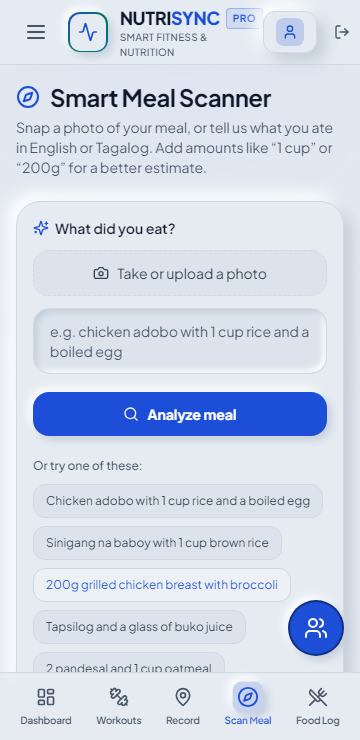 NUTRISYNC PRO
SMART FITNESS &
NUTRITION
Smart Meal Scanner
Snap a photo of your meal, or tell us what you ate
in English or Tagalog. Add amounts like “1 cup” or
“200g” for a better estimate.
What did you eat?
Take or upload a photo
e.g. chicken adobo with 1 cup rice and a
boiled egg
Analyze meal
Or try one of these:
Chicken adobo with 1 cup rice and a boiled egg
Sinigang na baboy with 1 cup brown rice
200g grilled chicken breast with broccoli
Tapsilog and a glass of buko juice
2 pandesal and 1 cup oatmeal
Dashboard
Workouts
Record
Scan Meal
Food Log